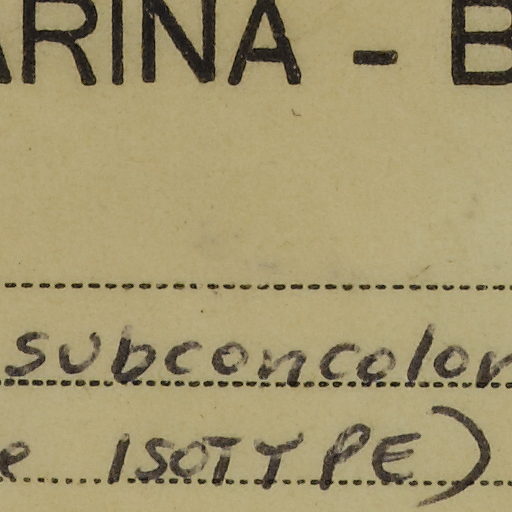 ARINA - B
subconcolor
e ISOTYPE)